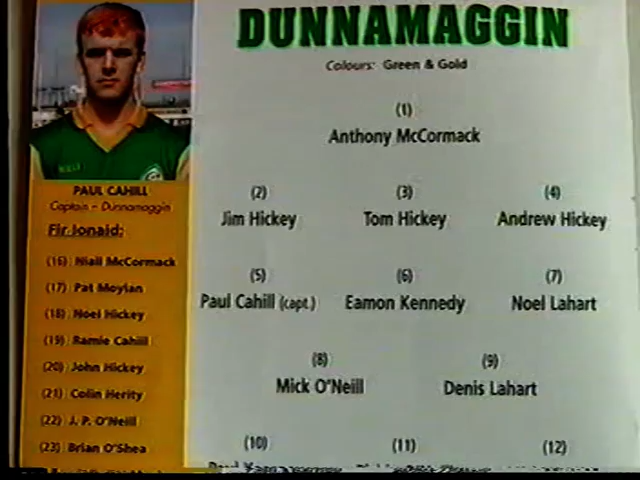 DUNNAMAGGIN
Colours: Green & Gold
(1)
Anthony McCormack
(2) (3) (4)
Jim Hickey Tom Hickey Andrew Hickey
(5) (6) (7)
Paul Cahill (capt.) Eamon Kennedy Noel Lahart
(8) (9)
Mick O'Neill Denis Lahart
(10) (11) (12)
PAUL CAHILL
Captain – Dunnamaggin
Fir Ionaid:
(16) Niall McCormack
(17) Pat Moylan
(18) Noel Hickey
(19) Ramie Cahill
(20) John Hickey
(21) Colin Herity
(22) J. P. O'Neill
(23) Brian O'Shea